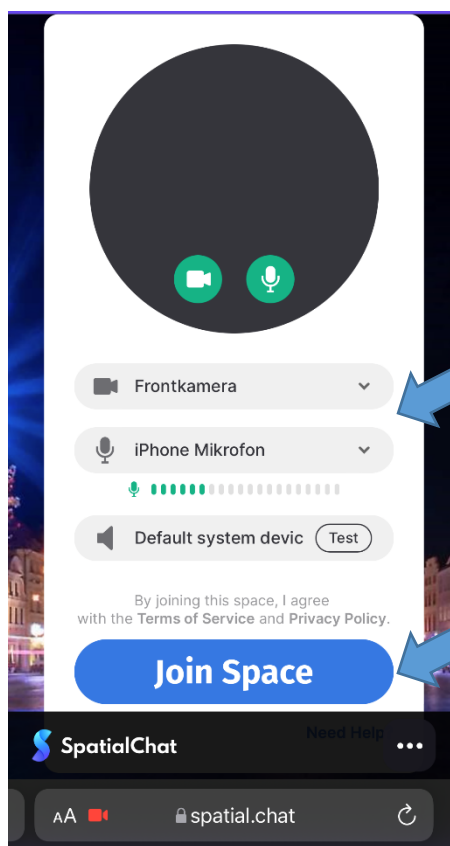 Frontkamera
iPhone Mikrofon
Default system devic Test
By joining this space, I agree
with the Terms of Service and Privacy Policy.
Join Space
Need Help
SpatialChat
AA spatial.chat